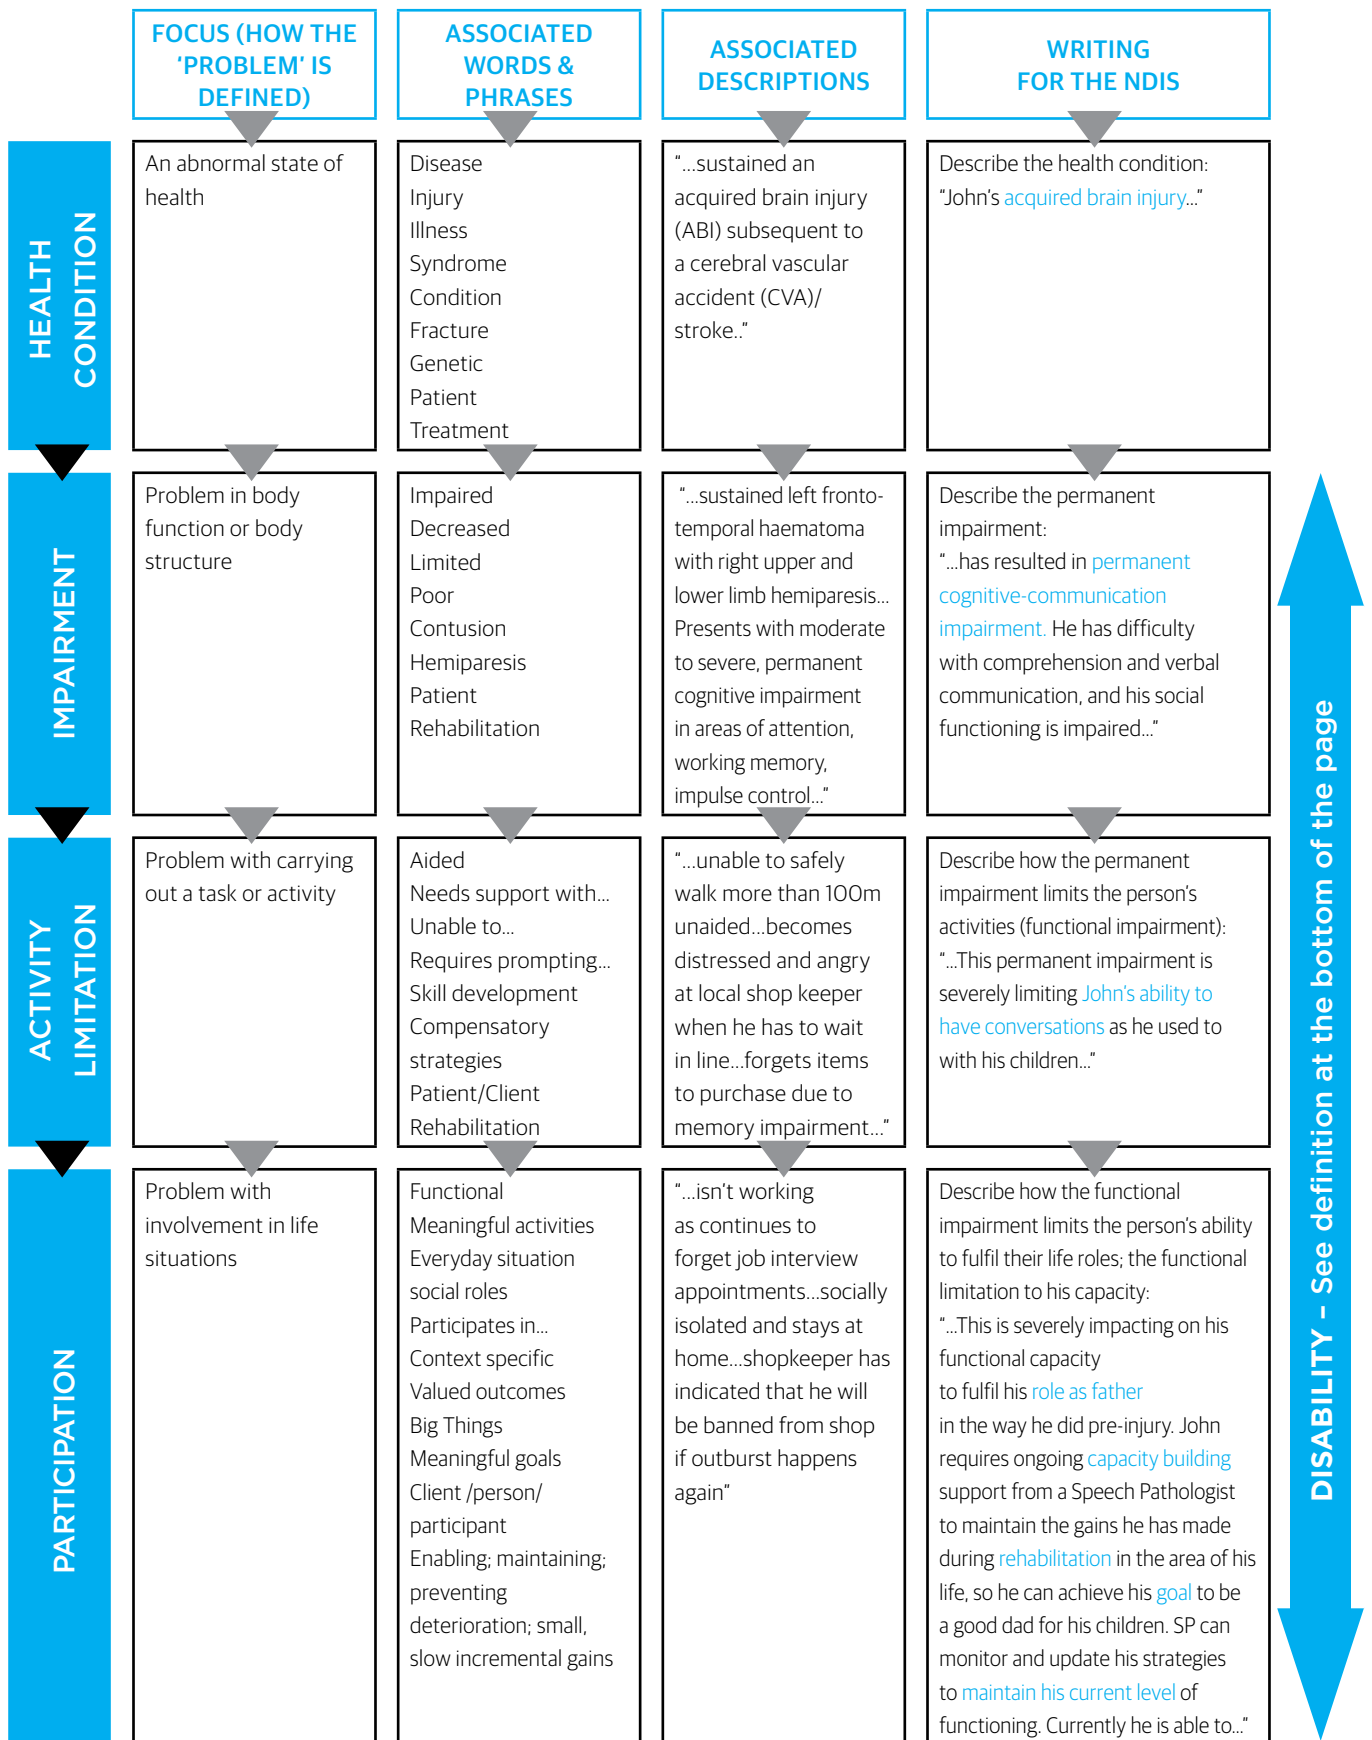 FOCUS (HOW THE
‘PROBLEM’ IS
DEFINED)
ASSOCIATED
WORDS &
PHRASES
ASSOCIATED
DESCRIPTIONS
WRITING
FOR THE NDIS
HEALTH
CONDITION
An abnormal state of
health
Disease
Injury
Illness
Syndrome
Condition
Fracture
Genetic
Patient
Treatment
“...sustained an
acquired brain injury
(ABI) subsequent to
a cerebral vascular
accident (CVA)/
stroke..”
Describe the health condition:
“John’s acquired brain injury...”
IMPAIRMENT
Problem in body
function or body
structure
Impaired
Decreased
Limited
Poor
Contusion
Hemiparesis
Patient
Rehabilitation
“...sustained left fronto-
temporal haematoma
with right upper and
lower limb hemiparesis...
Presents with moderate
to severe, permanent
cognitive impairment
in areas of attention,
working memory,
impulse control...”
Describe the permanent
impairment:
“...has resulted in permanent
cognitive-communication
impairment. He has difficulty
with comprehension and verbal
communication, and his social
functioning is impaired...”
ACTIVITY
LIMITATION
Problem with carrying
out a task or activity
Aided
Needs support with...
Unable to...
Requires prompting...
Skill development
Compensatory
strategies
Patient/Client
Rehabilitation
“...unable to safely
walk more than 100m
unaided...becomes
distressed and angry
at local shop keeper
when he has to wait
in line...forgets items
to purchase due to
memory impairment...”
Describe how the permanent
impairment limits the person’s
activities (functional impairment):
“...This permanent impairment is
severely limiting John’s ability to
have conversations as he used to
with his children...”
PARTICIPATION
Problem with
involvement in life
situations
Functional
Meaningful activities
Everyday situation
social roles
Participates in...
Context specific
Valued outcomes
Big Things
Meaningful goals
Client /person/
participant
Enabling; maintaining;
preventing
deterioration; small,
slow incremental gains
“...isn’t working
as continues to
forget job interview
appointments...socially
isolated and stays at
home...shopkeeper has
indicated that he will
be banned from shop
if outburst happens
again”
Describe how the functional
impairment limits the person’s ability
to fulfil their life roles; the functional
limitation to his capacity:
“...This is severely impacting on his
functional capacity
to fulfil his role as father
in the way he did pre-injury. John
requires ongoing capacity building
support from a Speech Pathologist
to maintain the gains he has made
during rehabilitation in the area of his
life, so he can achieve his goal to be
a good dad for his children. SP can
monitor and update his strategies
to maintain his current level of
functioning. Currently he is able to...”
DISABILITY – See definition at the bottom of the page